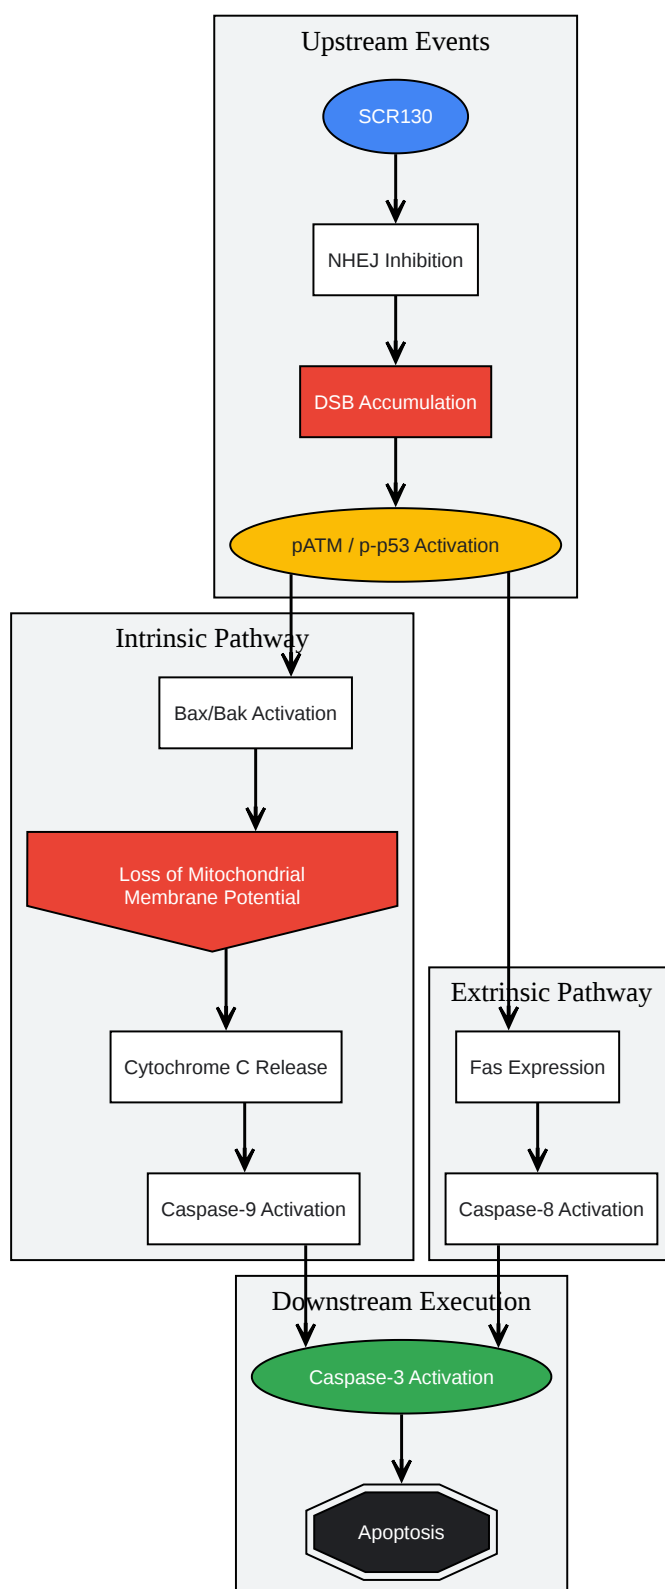 Upstream Events
SCR130
NHEJ Inhibition
DSB Accumulation
pATM / p-p53 Activation
Intrinsic Pathway
Bax/Bak Activation
Loss of Mitochondrial
Membrane Potential
Cytochrome C Release
Caspase-9 Activation
Extrinsic Pathway
Fas Expression
Caspase-8 Activation
Downstream Execution
Caspase-3 Activation
Apoptosis